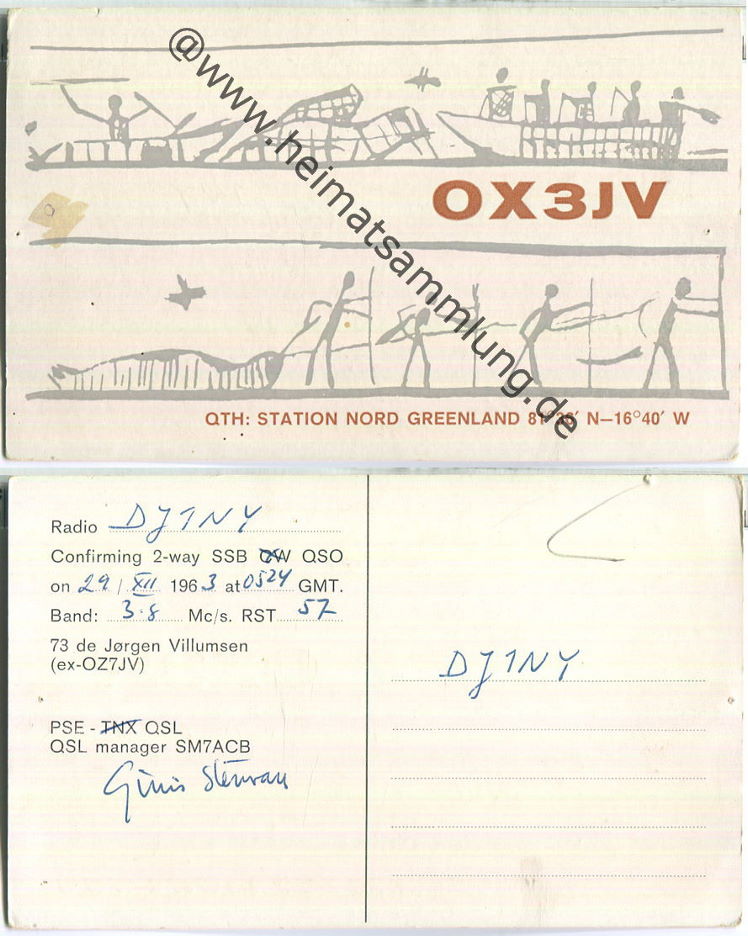 @www.heimatsammlung.de
OX3JV
QTH: STATION NORD GREENLAND 81°36′ N—16°40′ W
Radio DJ1NY
Confirming 2-way SSB CW QSO
on 29 / XII 1963 at 0524 GMT.
Band: 3.8 Mc/s. RST 57
73 de Jørgen Villumsen
(ex-OZ7JV)
PSE - TNX QSL
QSL manager SM7ACB
DJ1NY